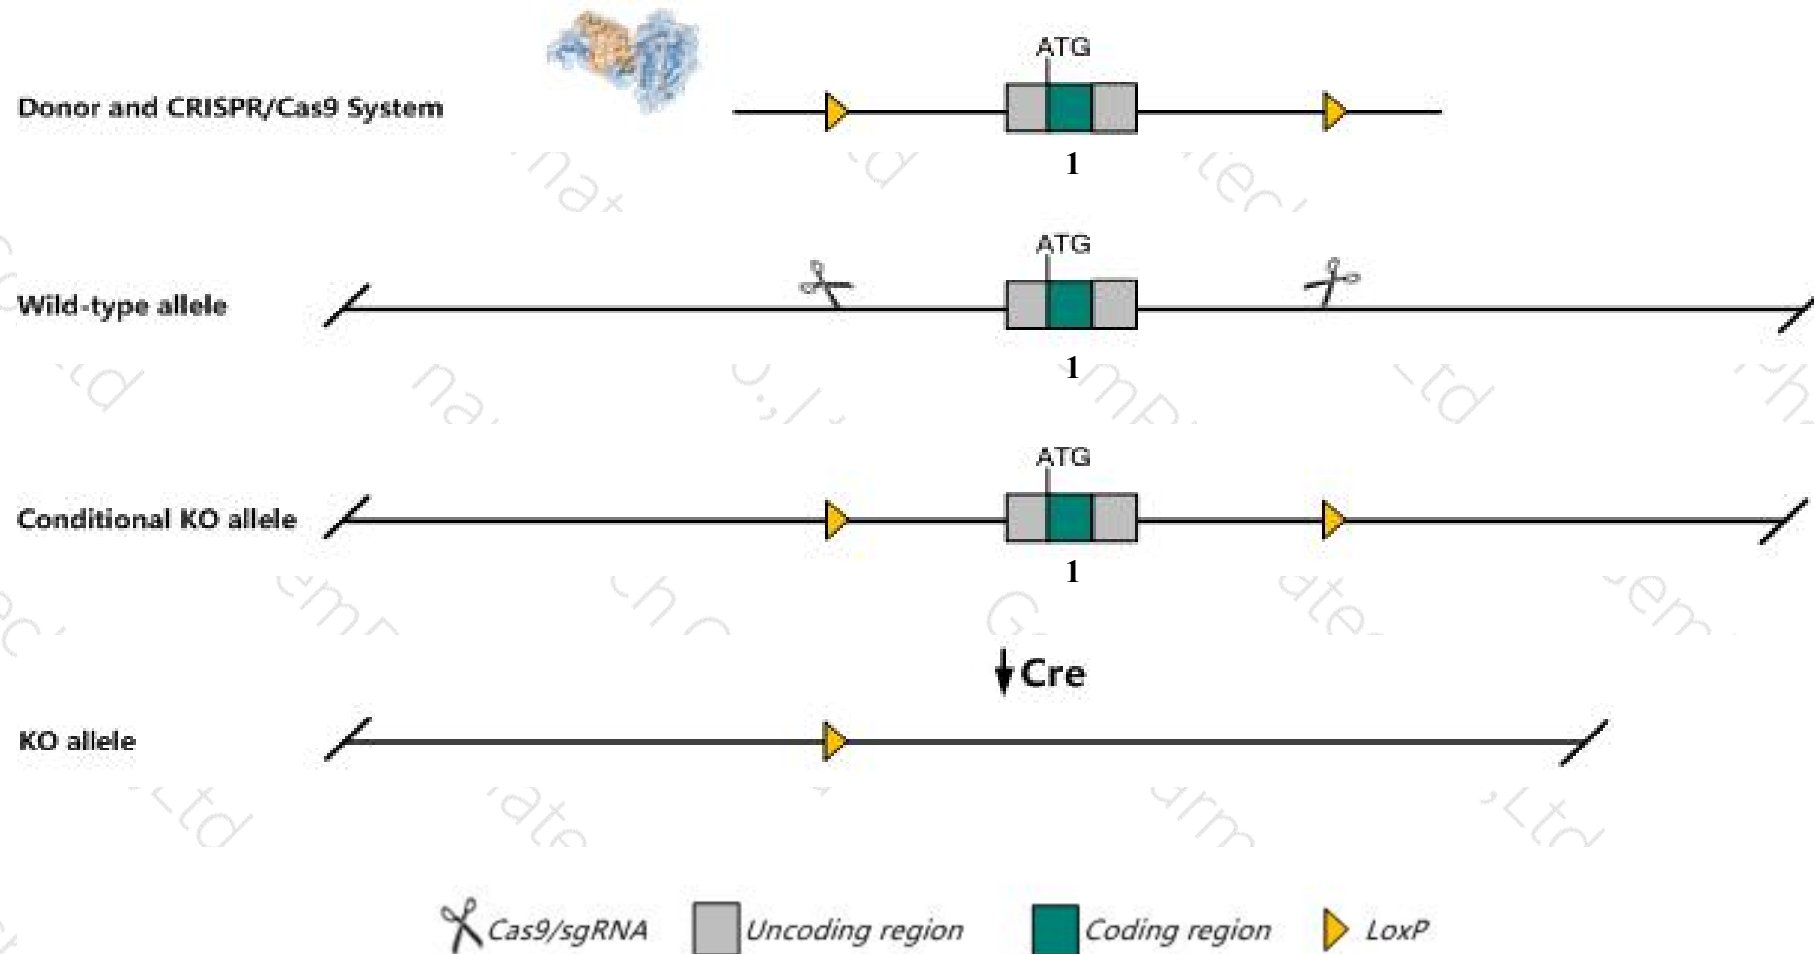 ATG
Donor and CRISPR/Cas9 System
1
ATG
Wild-type allele
1
ATG
Conditional KO allele
1
Cre
KO allele
Cas9/sgRNA Uncoding region Coding region LoxP